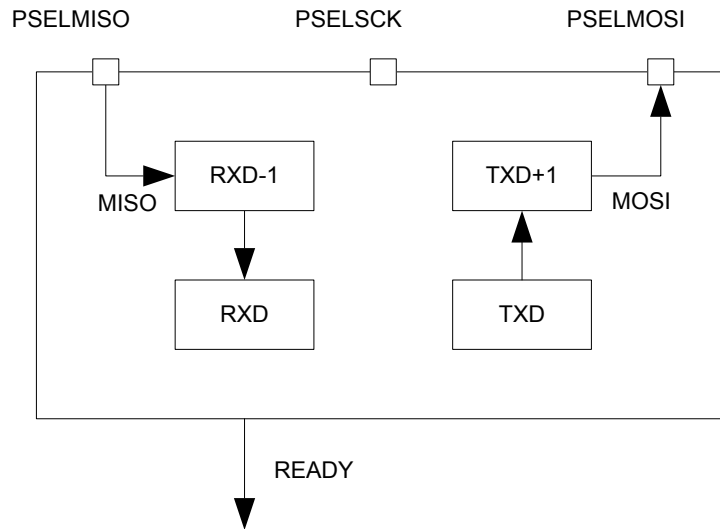 PSELMISO PSELSCK PSELMOSI
RXD-1 TXD+1
MISO MOSI
RXD TXD
READY